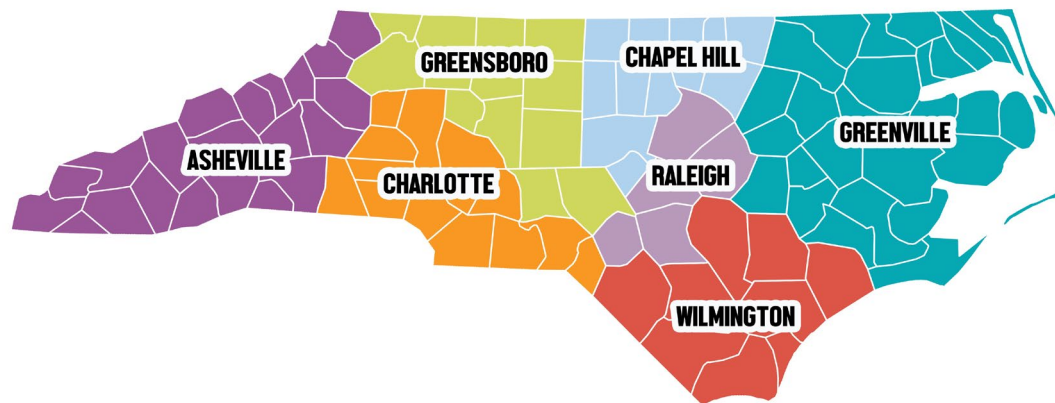 GREENSBORO
CHAPEL HILL
GREENVILLE
ASHEVILLE
CHARLOTTE
RALEIGH
WILMINGTON